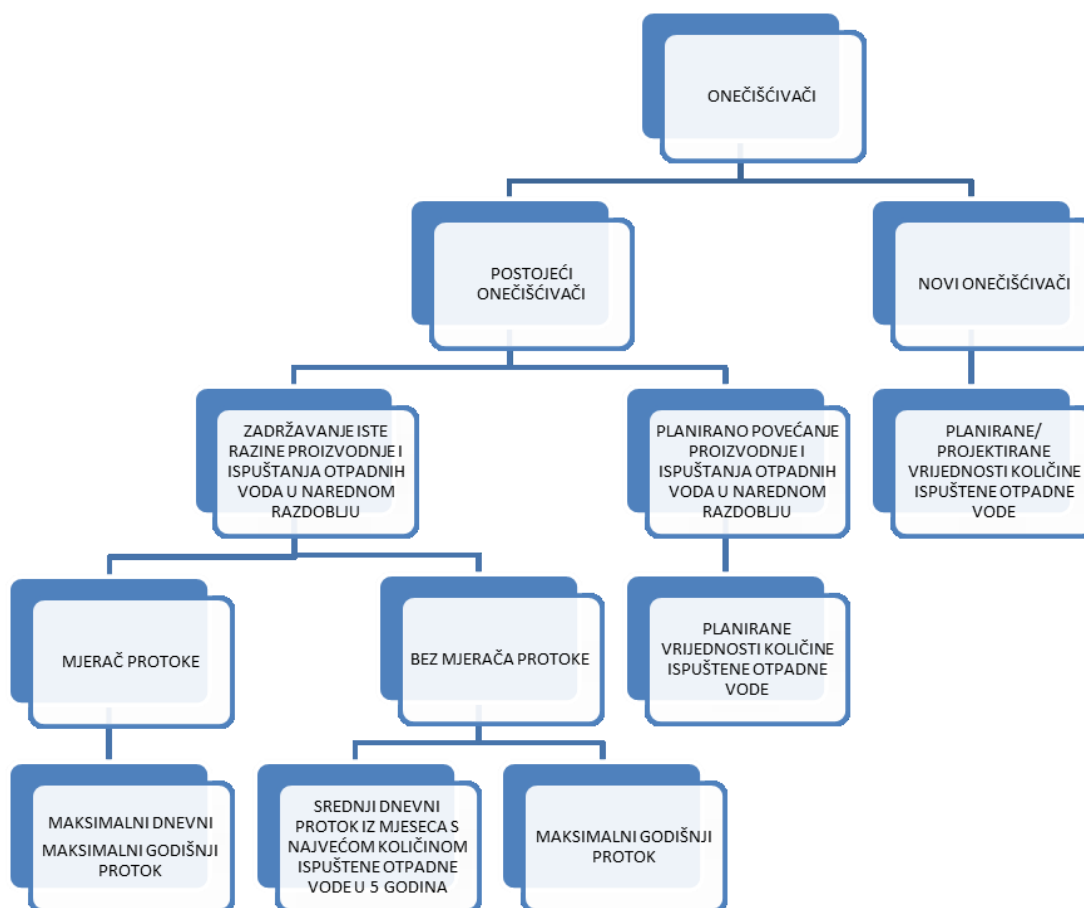 ONEČIŠĆIVAČI
POSTOJEĆI
ONEČIŠĆIVAČI
NOVI ONEČIŠĆIVAČI
ZADRŽAVANJE ISTE
RAZINE PROIZVODNJE I
ISPUŠTANJA OTPADNIH
VODA U NAREDNOM
RAZDOBLJU
PLANIRANO POVEĆANJE
PROIZVODNJE I
ISPUŠTANJA OTPADNIH
VODA U NAREDNOM
RAZDOBLJU
PLANIRANE/
PROJEKTIRANE
VRIJEDNOSTI KOLIČINE
ISPUŠTENE OTPADNE
VODE
MJERAČ PROTOKE
BEZ MJERAČA PROTOKE
PLANIRANE
VRIJEDNOSTI KOLIČINE
ISPUŠTENE OTPADNE
VODE
MAKSIMALNI DNEVNI
MAKSIMALNI GODIŠNJI
PROTOK
SREDNJI DNEVNI
PROTOK IZ MJESECA S
NAJVEĆOM KOLIČINOM
ISPUŠTENE OTPADNE
VODE U 5 GODINA
MAKSIMALNI GODIŠNJI
PROTOK